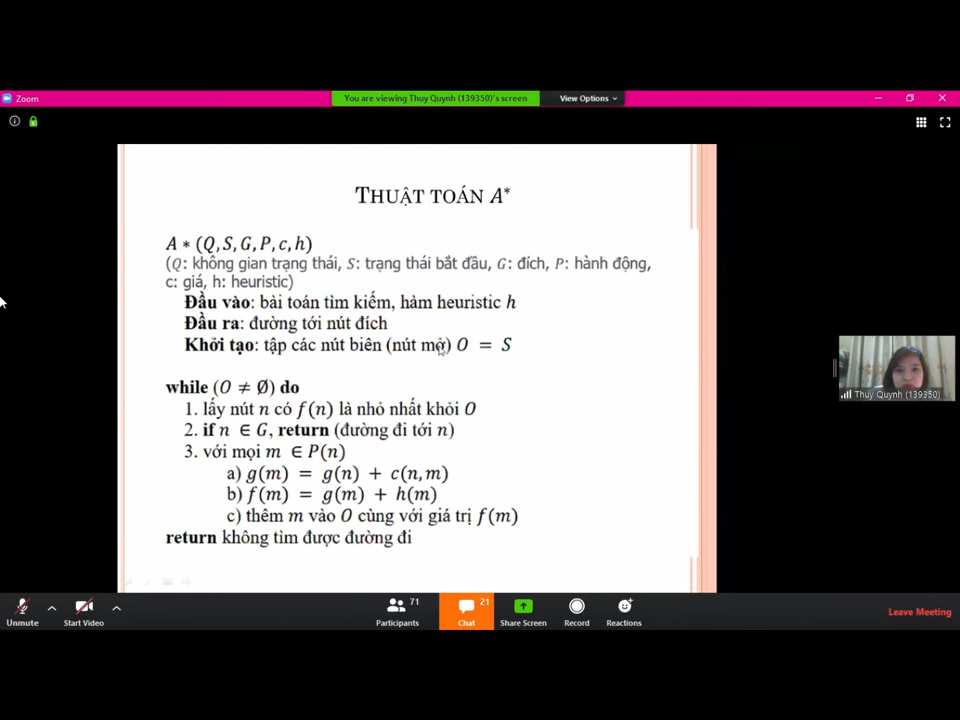 Zoom
You are viewing Thuy Quynh (139350)'s screen
View Options
THUẬT TOÁN A*
A ∗ (Q, S, G, P, c, h)
(Q: không gian trạng thái, S: trạng thái bắt đầu, G: đích, P: hành động,
c: giá, h: heuristic)
Đầu vào: bài toán tìm kiếm, hàm heuristic h
Đầu ra: đường tới nút đích
Khởi tạo: tập các nút biên (nút mở) O = S
while (O ≠ Ø) do
1. lấy nút n có f(n) là nhỏ nhất khỏi O
2. if n ∈ G, return (đường đi tới n)
3. với mọi m ∈ P(n)
a) g(m) = g(n) + c(n, m)
b) f(m) = g(m) + h(m)
c) thêm m vào O cùng với giá trị f(m)
return không tìm được đường đi
Thuy Quynh (139350)
71
21
Unmute
Start Video
Participants
Chat
Share Screen
Record
Reactions
Leave Meeting